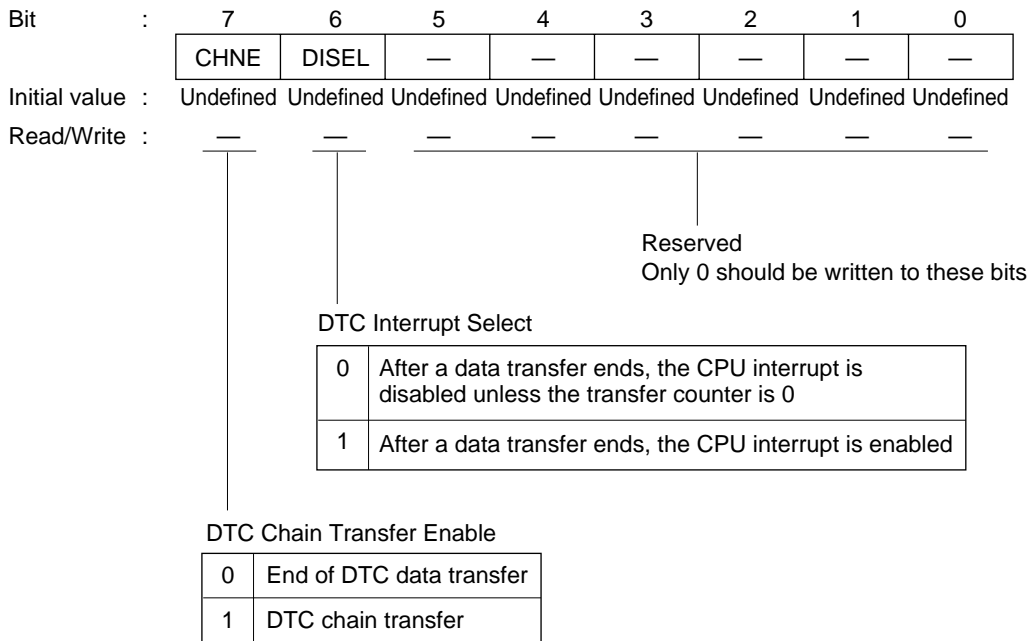 Bit : 7 6 5 4 3 2 1 0
CHNE DISEL — — — — — —
Initial value : Undefined Undefined Undefined Undefined Undefined Undefined Undefined Undefined
Read/Write : — — — — — — — —
Reserved
Only 0 should be written to these bits
DTC Interrupt Select
0 After a data transfer ends, the CPU interrupt is
disabled unless the transfer counter is 0
1 After a data transfer ends, the CPU interrupt is enabled
DTC Chain Transfer Enable
0 End of DTC data transfer
1 DTC chain transfer